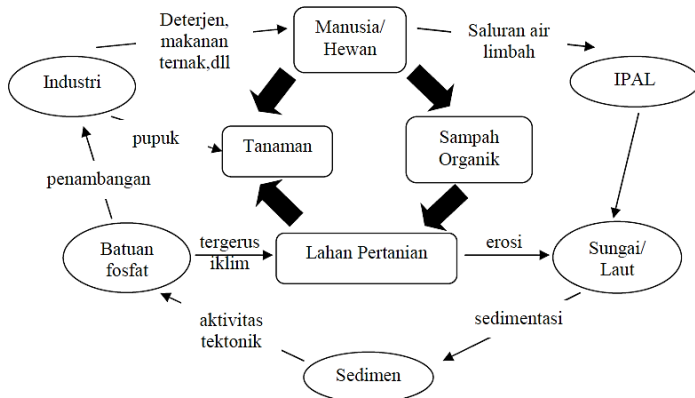 Deterjen,
makanan
ternak,dll
Manusia/
Hewan
Saluran air
limbah
Industri
IPAL
pupuk
Tanaman
Sampah
Organik
penambangan
Batuan
fosfat
tergerus
iklim
Lahan Pertanian
erosi
Sungai/
Laut
aktivitas
tektonik
sedimentasi
Sedimen